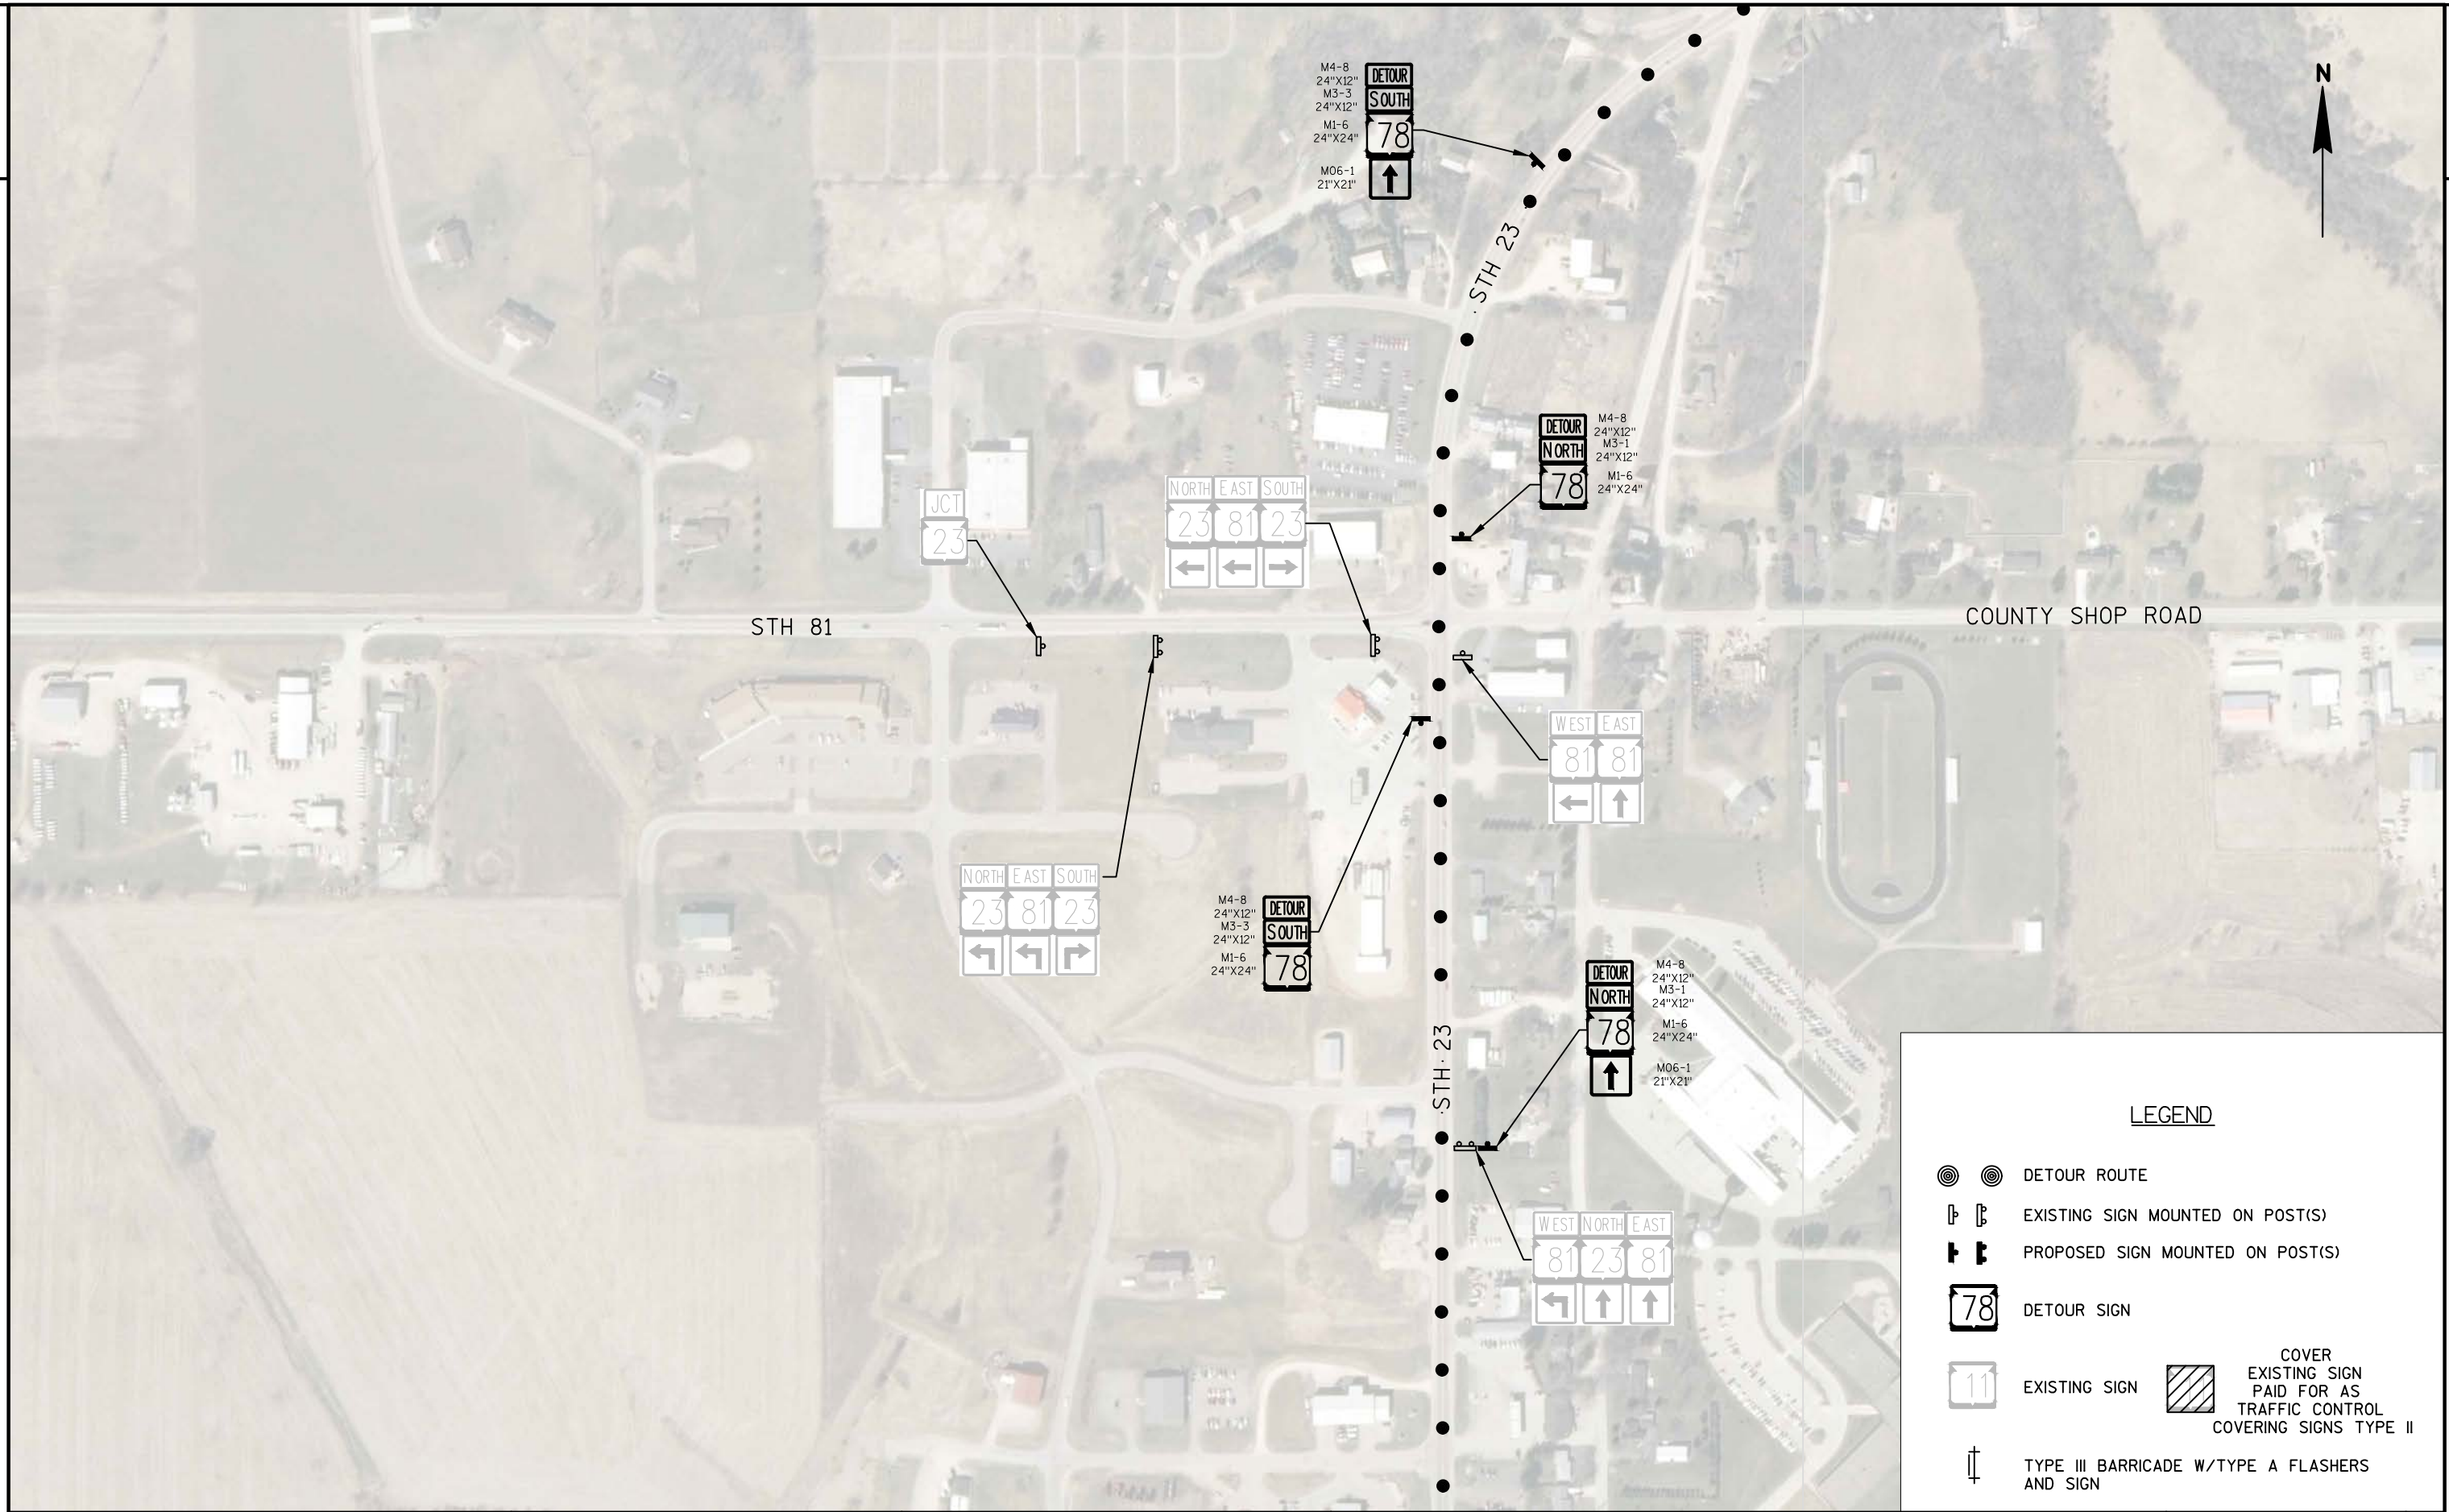 N
M4-8
24"X12"
M3-3
24"X12"
M1-6
24"X24"
M06-1
21"X21"
DETOUR
SOUTH
78
STH 23
DETOUR
NORTH
78
M4-8
24"X12"
M3-1
24"X12"
M1-6
24"X24"
JCT
23
NORTH EAST SOUTH
23 81 23
STH 81
COUNTY SHOP ROAD
WEST EAST
81 81
NORTH EAST SOUTH
23 81 23
M4-8
24"X12"
M3-3
24"X12"
M1-6
24"X24"
DETOUR
SOUTH
78
DETOUR
NORTH
78
M4-8
24"X12"
M3-1
24"X12"
M1-6
24"X24"
M06-1
21"X21"
STH 23
WEST NORTH EAST
81 23 81
LEGEND
DETOUR ROUTE
EXISTING SIGN MOUNTED ON POST(S)
PROPOSED SIGN MOUNTED ON POST(S)
78 DETOUR SIGN
11 EXISTING SIGN
COVER
EXISTING SIGN
PAID FOR AS
TRAFFIC CONTROL
COVERING SIGNS TYPE II
TYPE III BARRICADE W/TYPE A FLASHERS
AND SIGN